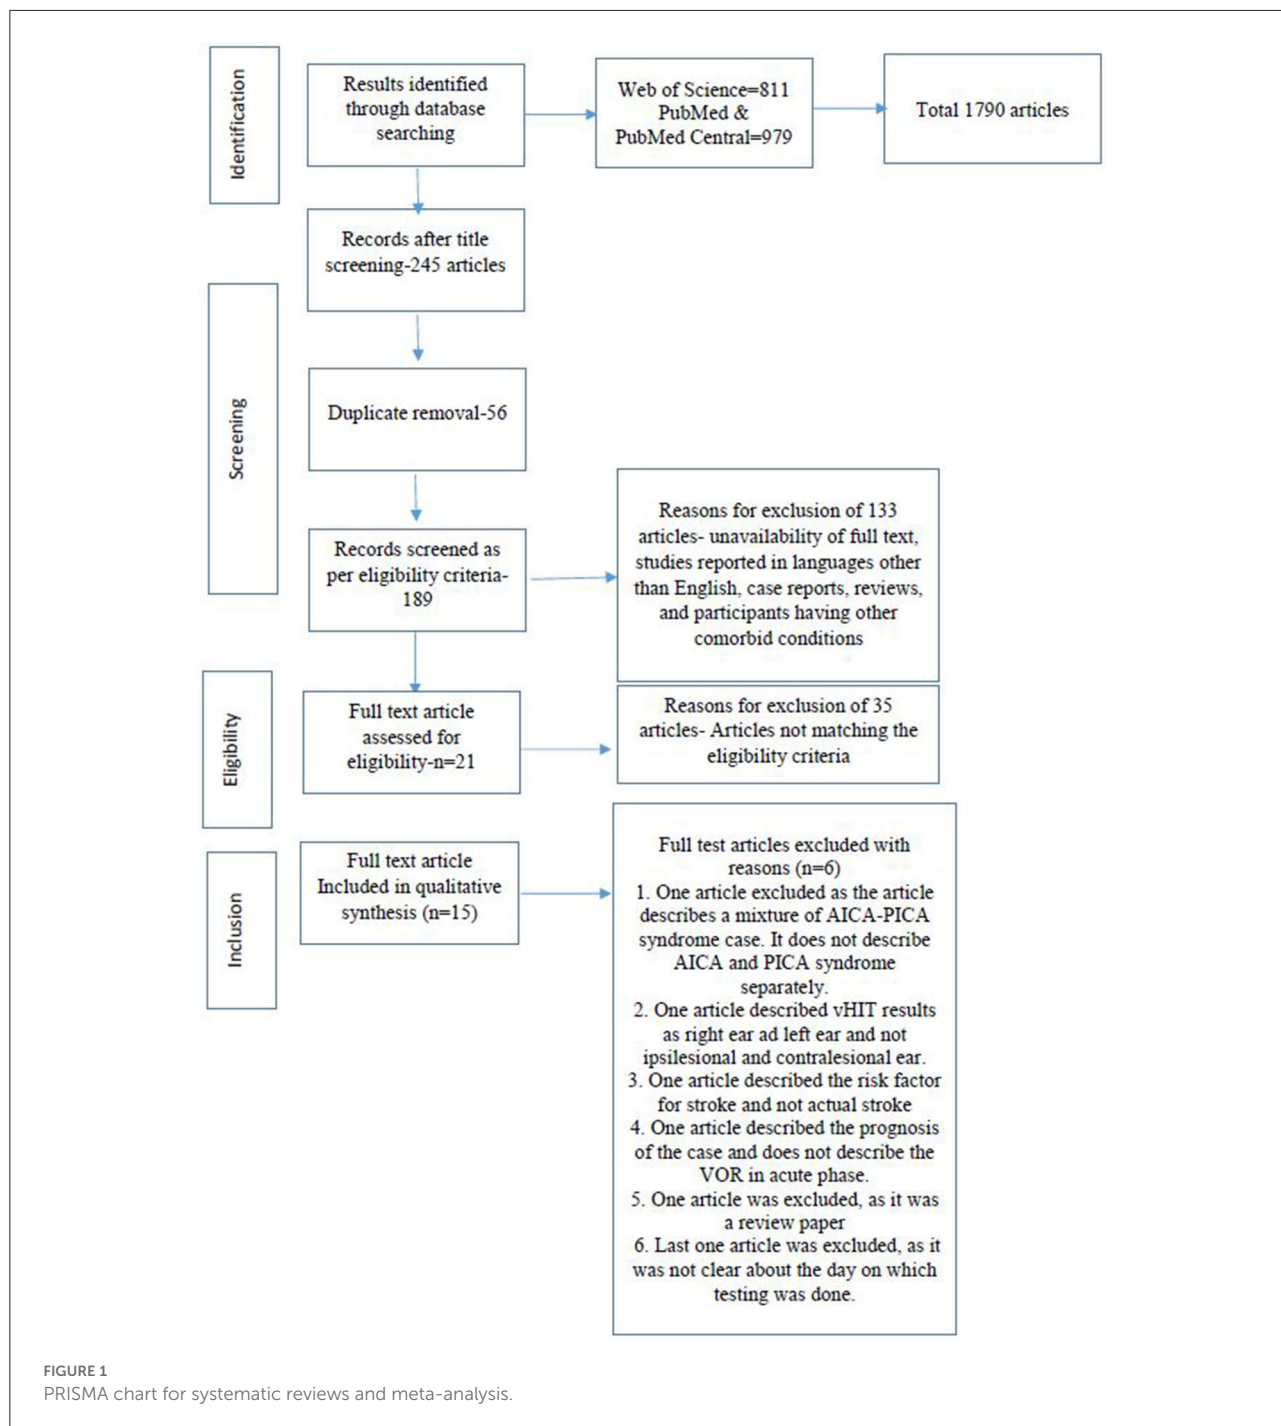 Identification
Results identified
through database
searching
Web of Science=811
PubMed &
PubMed Central=979
Total 1790 articles
Screening
Records after title
screening-245 articles
Duplicate removal-56
Records screened as
per eligibility criteria-
189
Reasons for exclusion of 133
articles- unavailability of full text,
studies reported in languages other
than English, case reports, reviews,
and participants having other
comorbid conditions
Eligibility
Full text article
assessed for
eligibility-n=21
Reasons for exclusion of 35
articles- Articles not matching the
eligibility criteria
Inclusion
Full text article
Included in qualitative
synthesis (n=15)
Full test articles excluded with
reasons (n=6)
1. One article excluded as the article
describes a mixture of AICA-PICA
syndrome case. It does not describe
AICA and PICA syndrome
separately.
2. One article described vHIT results
as right ear ad left ear and not
ipsilesional and contralesional ear.
3. One article described the risk factor
for stroke and not actual stroke
4. One article described the prognosis
of the case and does not describe the
VOR in acute phase.
5. One article was excluded, as it was
a review paper
6. Last one article was excluded, as it
was not clear about the day on which
testing was done.
FIGURE 1
PRISMA chart for systematic reviews and meta-analysis.